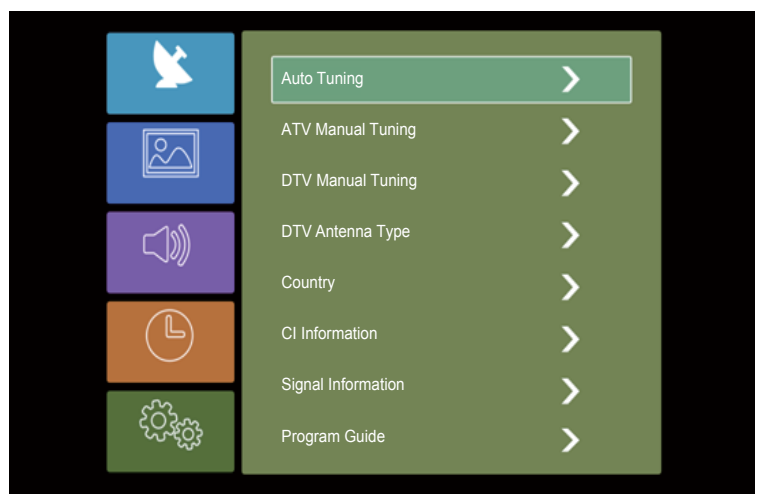 Auto Tuning
ATV Manual Tuning
DTV Manual Tuning
DTV Antenna Type
Country
CI Information
Signal Information
Program Guide